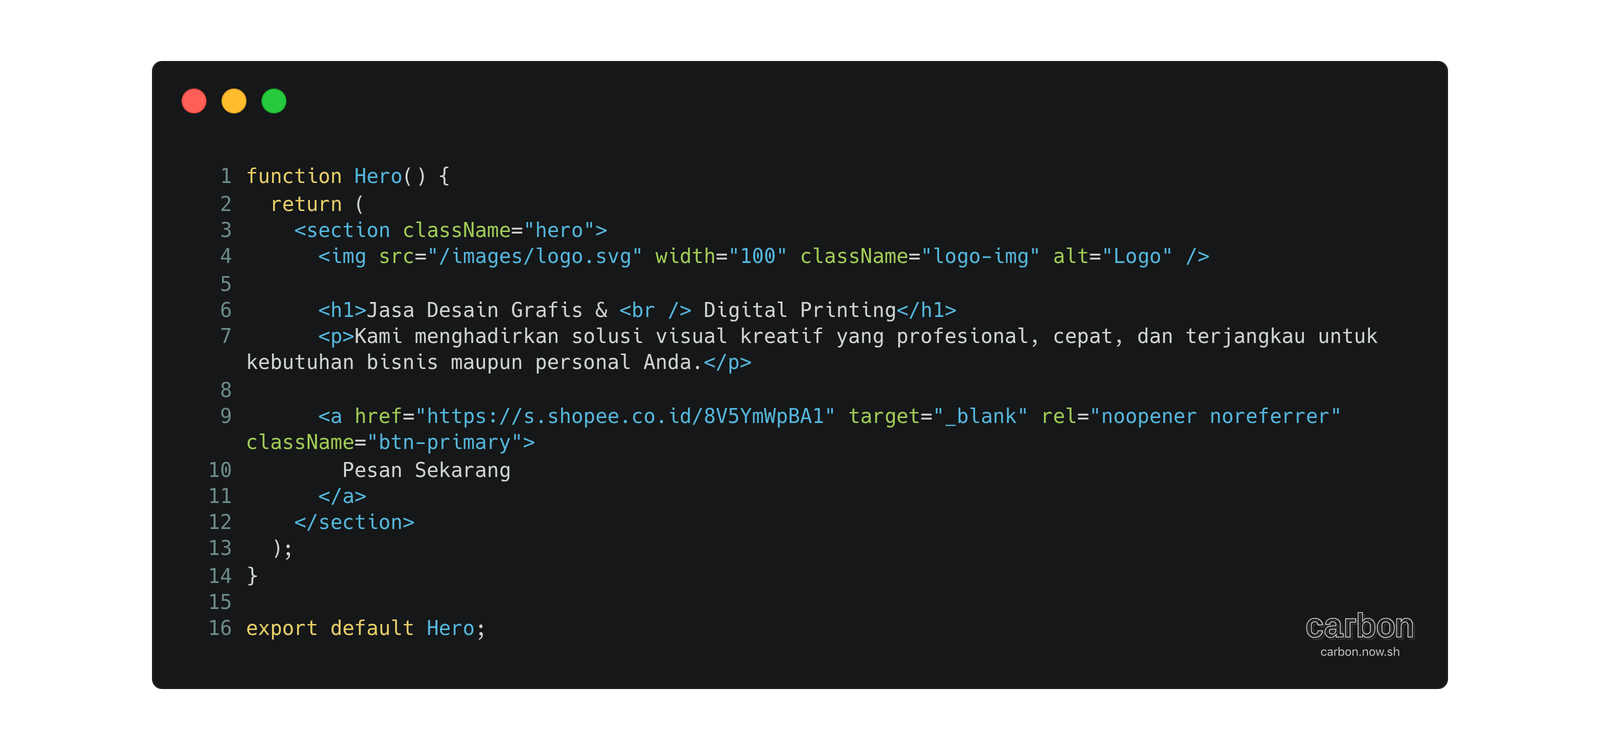 1 function Hero() {
2   return (
3     <section className="hero">
4       <img src="/images/logo.svg" width="100" className="logo-img" alt="Logo" />
5
6       <h1>Jasa Desain Grafis & <br /> Digital Printing</h1>
7       <p>Kami menghadirkan solusi visual kreatif yang profesional, cepat, dan terjangkau untuk
kebutuhan bisnis maupun personal Anda.</p>
8
9       <a href="https://s.shopee.co.id/8V5YmWpBA1" target="_blank" rel="noopener noreferrer"
className="btn-primary">
10         Pesan Sekarang
11       </a>
12     </section>
13   );
14 }
15
16 export default Hero;
carbon
carbon.now.sh